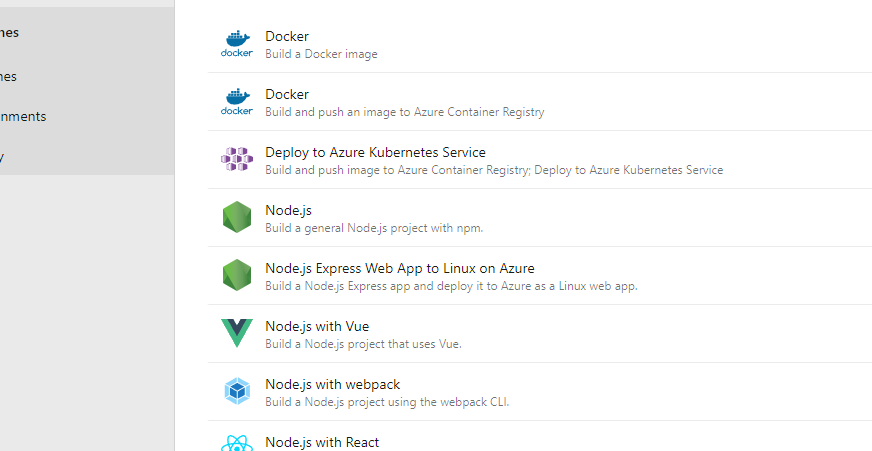 nes
nes
nments
y
docker
Docker
Build a Docker image
docker
Docker
Build and push an image to Azure Container Registry
Deploy to Azure Kubernetes Service
Build and push image to Azure Container Registry; Deploy to Azure Kubernetes Service
Node.js
Build a general Node.js project with npm.
Node.js Express Web App to Linux on Azure
Build a Node.js Express app and deploy it to Azure as a Linux web app.
Node.js with Vue
Build a Node.js project that uses Vue.
Node.js with webpack
Build a Node.js project using the webpack CLI.
Node.js with React